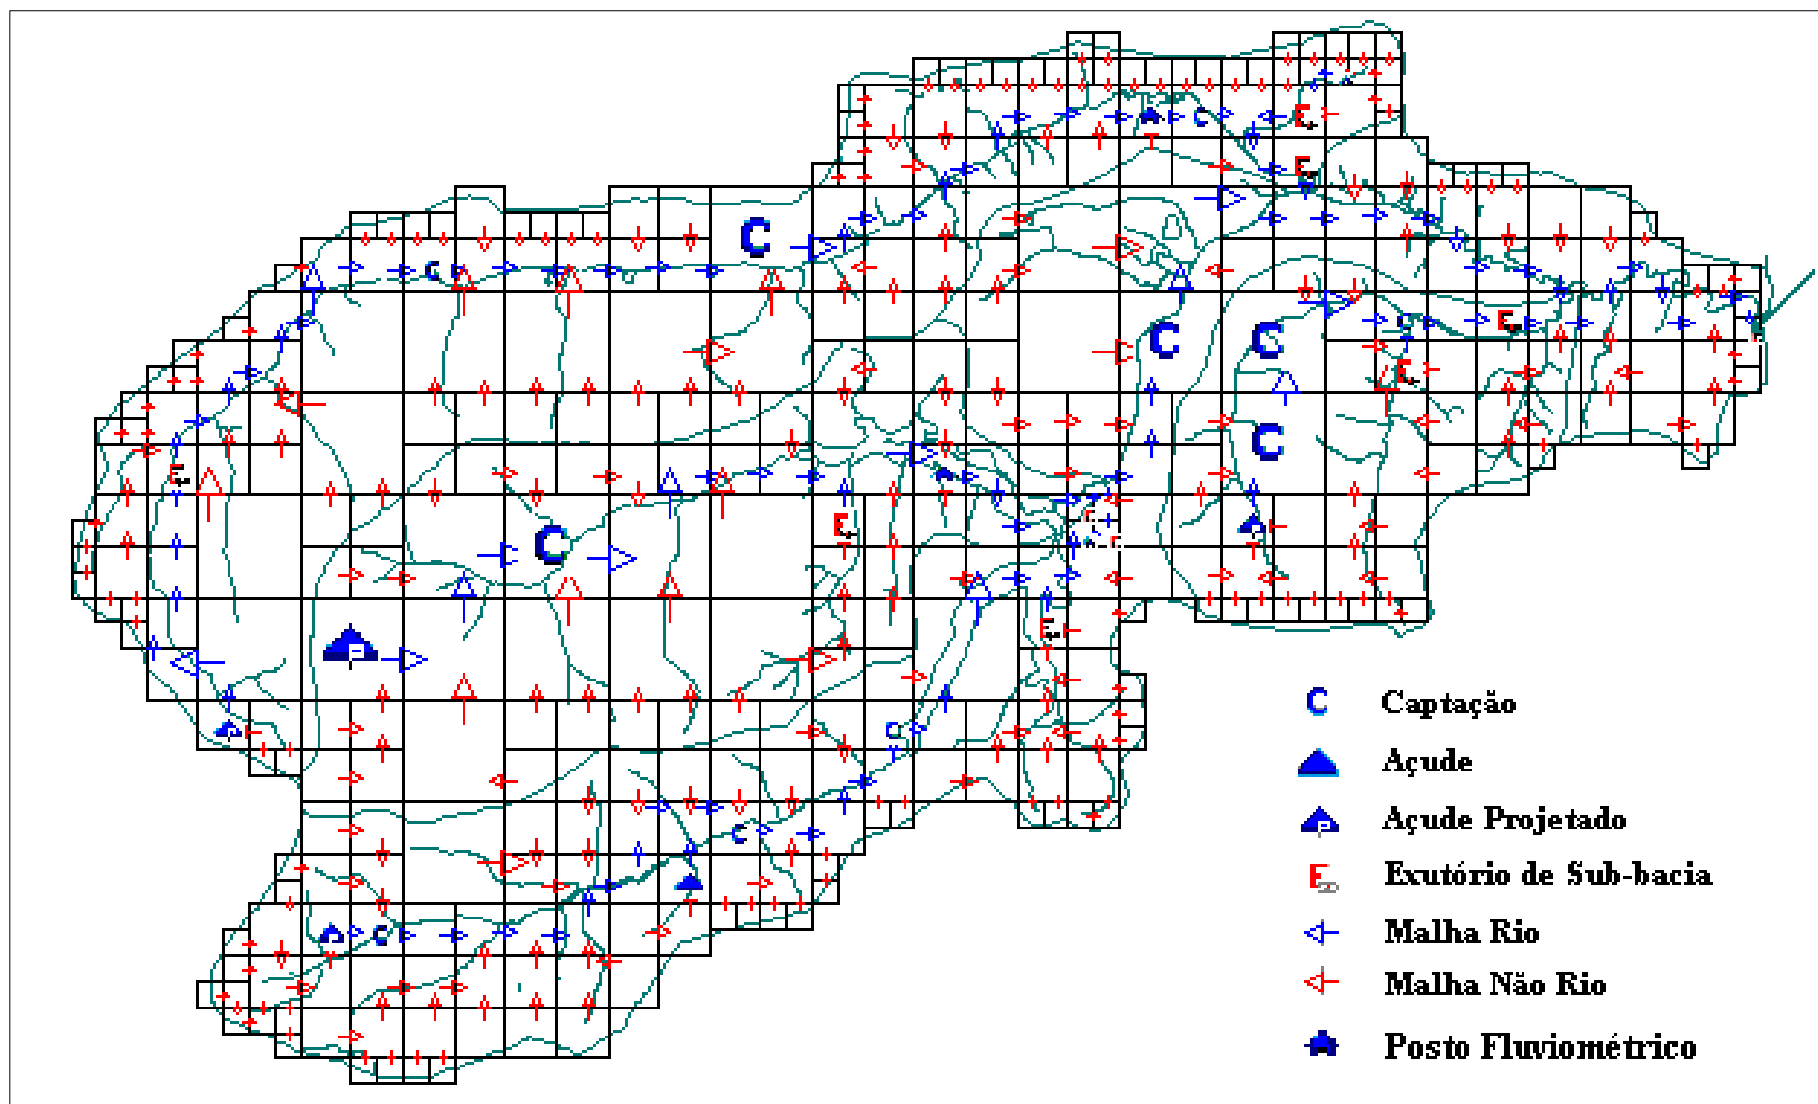 Captação
Açude
Açude Projetado
Exutório de Sub-bacia
Malha Rio
Malha Não Rio
Posto Fluviométrico